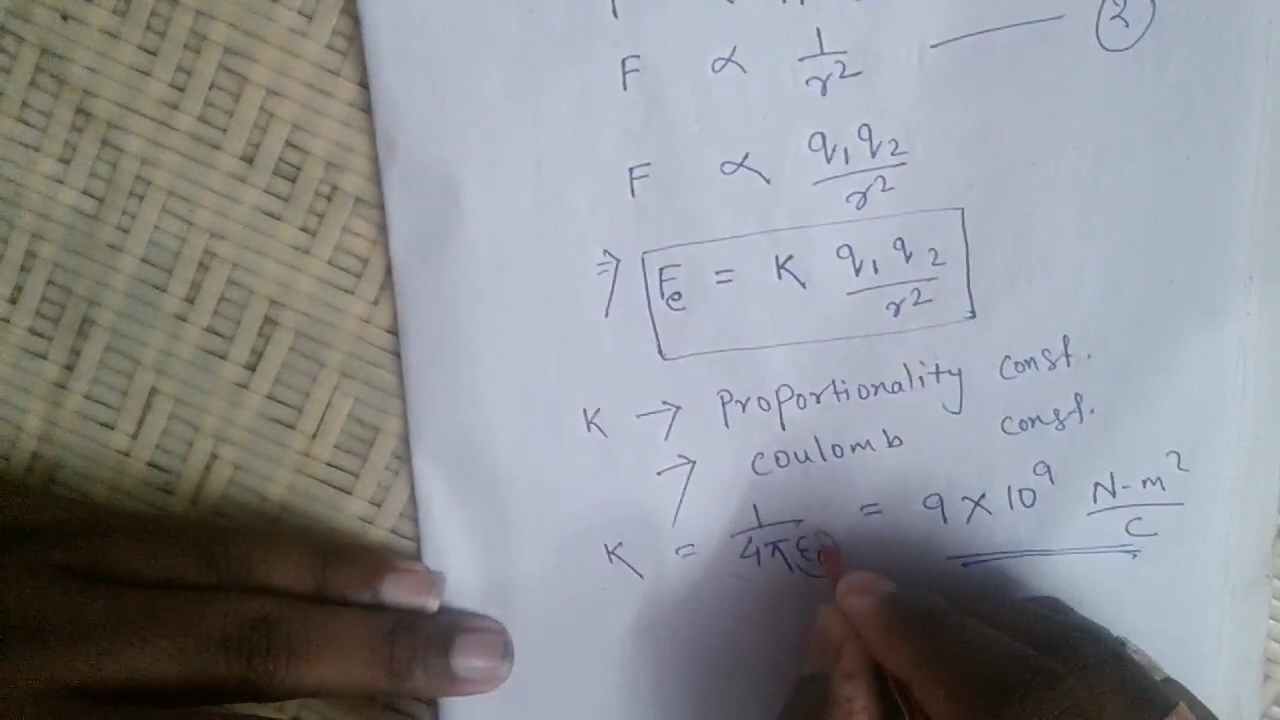 F ∝ 1/r² ——— ②
F ∝ q₁q₂/r²
⇒ Fe = K q₁q₂/r²
K → Proportionality const.
→ coulomb const.
K = 1/4πε₀ = 9×10⁹ N-m²/C